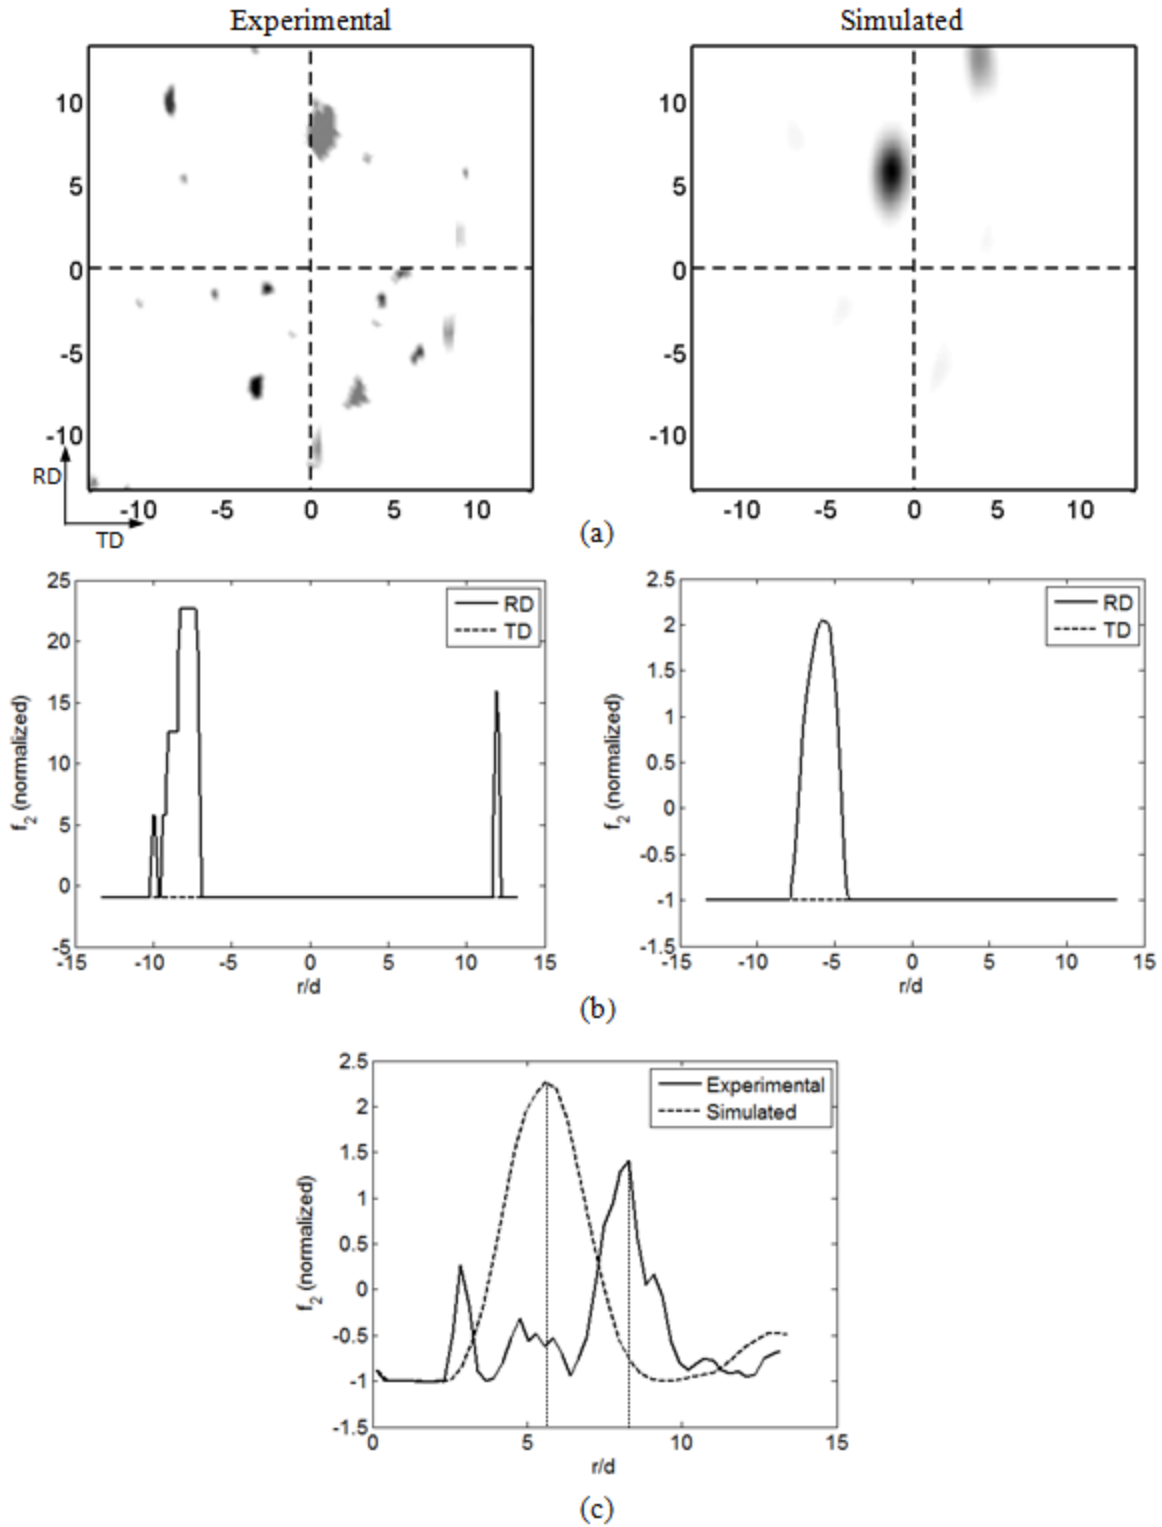 Experimental Simulated
10 10
5 5
0 0
-5 -5
-10 -10
RD
-10 -5 0 5 10 -10 -5 0 5 10
TD
(a)
25 2.5
RD RD
TD TD
20 2
15 1.5
10 1
5 0.5
0 0
-0.5
-1
-5 -1.5
f2 (normalized) f2 (normalized)
-15 -10 -5 0 5 10 15 -15 -10 -5 0 5 10 15
r/d r/d
(b)
2.5
Experimental
Simulated
2
1.5
1
0.5
0
-0.5
-1
-1.5
f2 (normalized)
0 5 10 15
r/d
(c)